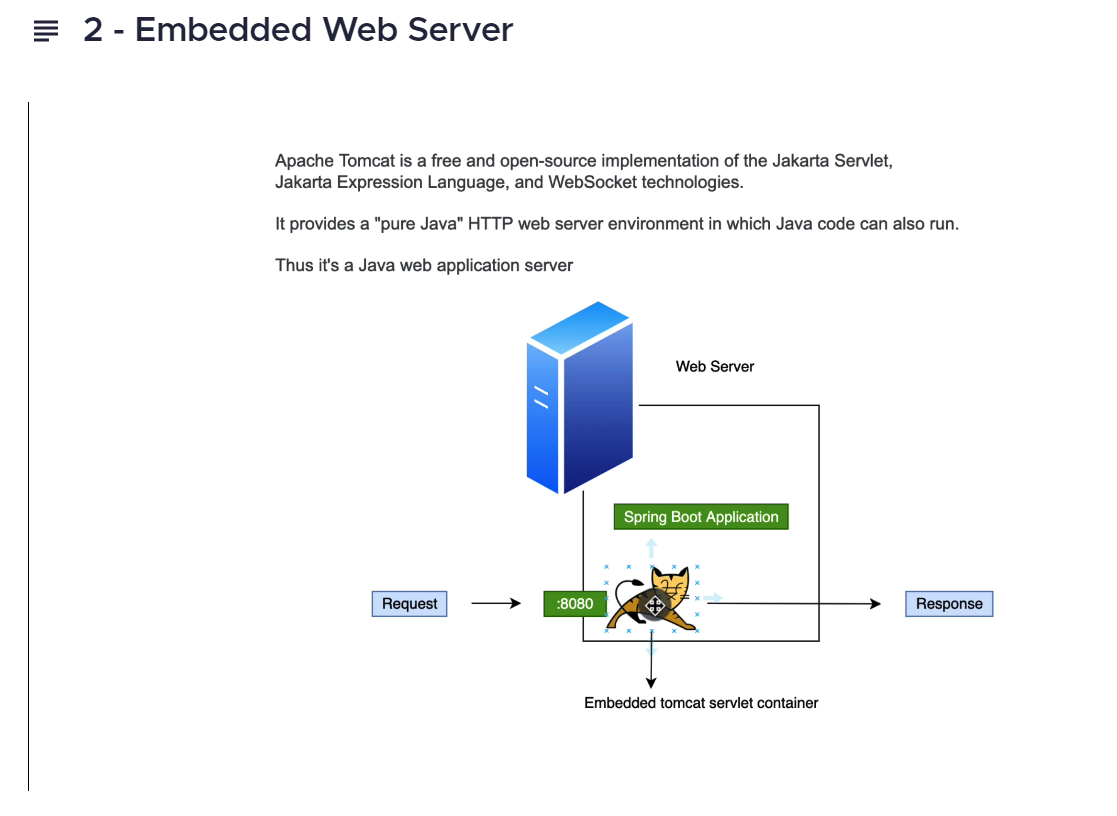 2 - Embedded Web Server
Apache Tomcat is a free and open-source implementation of the Jakarta Servlet,
Jakarta Expression Language, and WebSocket technologies.
It provides a "pure Java" HTTP web server environment in which Java code can also run.
Thus it's a Java web application server
Web Server
Spring Boot Application
Request
:8080
Response
Embedded tomcat servlet container